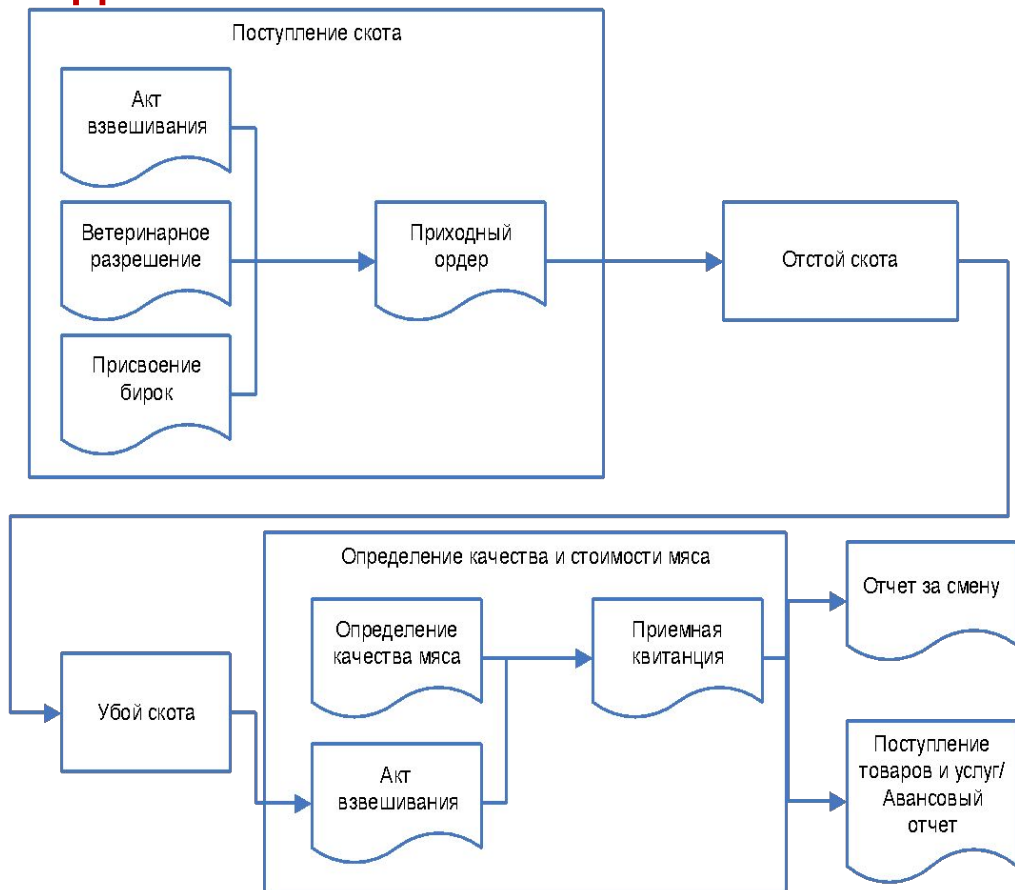 Поступление скота
Акт
взвешивания
Ветеринарное
разрешение
Присвоение
бирок
Приходный
ордер
Отстой скота
Убой скота
Определение качества и стоимости мяса
Определение
качества мяса
Акт
взвешивания
Приемная
квитанция
Отчет за смену
Поступление
товаров и услуг/
Авансовый
отчет